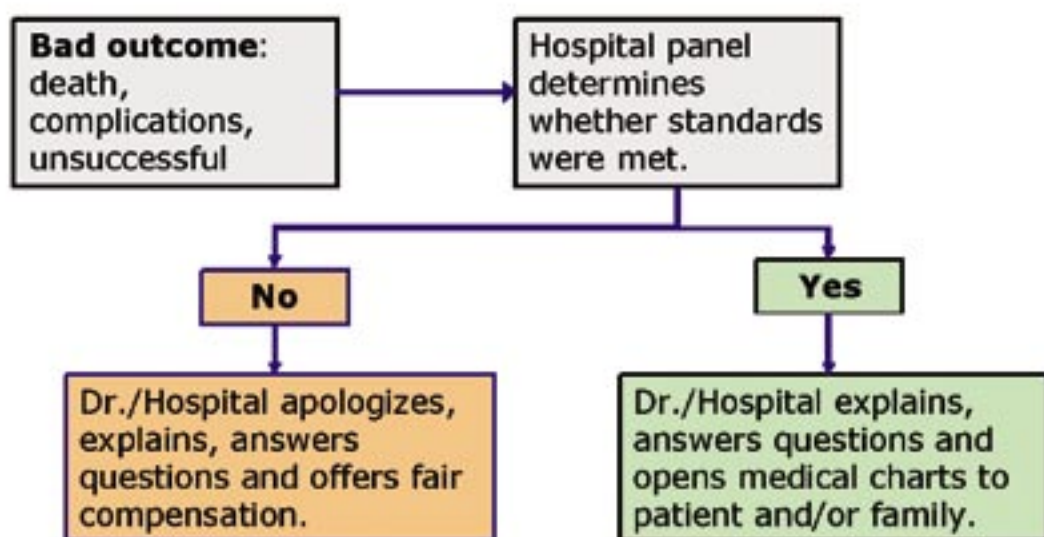 Bad outcome:
death,
complications,
unsuccessful
Hospital panel
determines
whether standards
were met.
No
Yes
Dr./Hospital apologizes,
explains, answers
questions and offers fair
compensation.
Dr./Hospital explains,
answers questions and
opens medical charts to
patient and/or family.